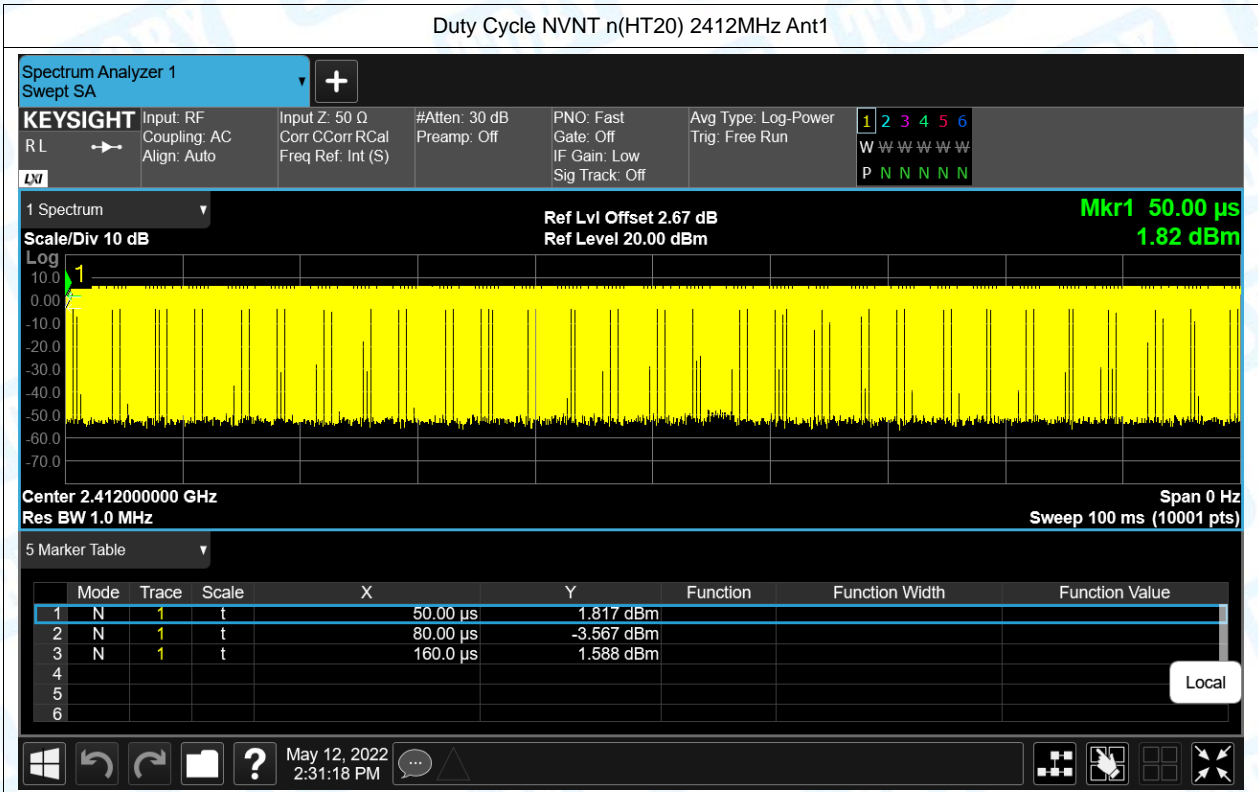 Duty Cycle NVNT n(HT20) 2412MHz Ant1
Spectrum Analyzer 1
Swept SA
KEYSIGHT
RL
LXI
Input: RF
Coupling: AC
Align: Auto
Input Z: 50 Ω
Corr CCorr RCal
Freq Ref: Int (S)
#Atten: 30 dB
Preamp: Off
PNO: Fast
Gate: Off
IF Gain: Low
Sig Track: Off
Avg Type: Log-Power
Trig: Free Run
1 2 3 4 5 6
W W W W W W
P N N N N N
1 Spectrum
Scale/Div 10 dB
Ref Lvl Offset 2.67 dB
Ref Level 20.00 dBm
Mkr1 50.00 µs
1.82 dBm
Log
1
10.0
0.00
-10.0
-20.0
-30.0
-40.0
-50.0
-60.0
-70.0
Center 2.412000000 GHz
Span 0 Hz
Res BW 1.0 MHz
Sweep 100 ms (10001 pts)
5 Marker Table
Mode Trace Scale X Y Function Function Width Function Value
1 N 1 t 50.00 µs 1.817 dBm
2 N 1 t 80.00 µs -3.567 dBm
3 N 1 t 160.0 µs 1.588 dBm
4
5
6
Local
?
May 12, 2022
2:31:18 PM